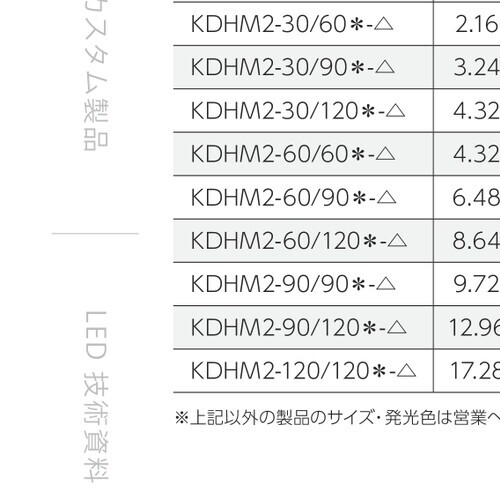 カスタム製品
LED 技術資料
KDHM2-30/60＊-△ 2.16
KDHM2-30/90＊-△ 3.24
KDHM2-30/120＊-△ 4.32
KDHM2-60/60＊-△ 4.32
KDHM2-60/90＊-△ 6.48
KDHM2-60/120＊-△ 8.64
KDHM2-90/90＊-△ 9.72
KDHM2-90/120＊-△ 12.96
KDHM2-120/120＊-△ 17.28
※上記以外の製品のサイズ・発光色は営業へ